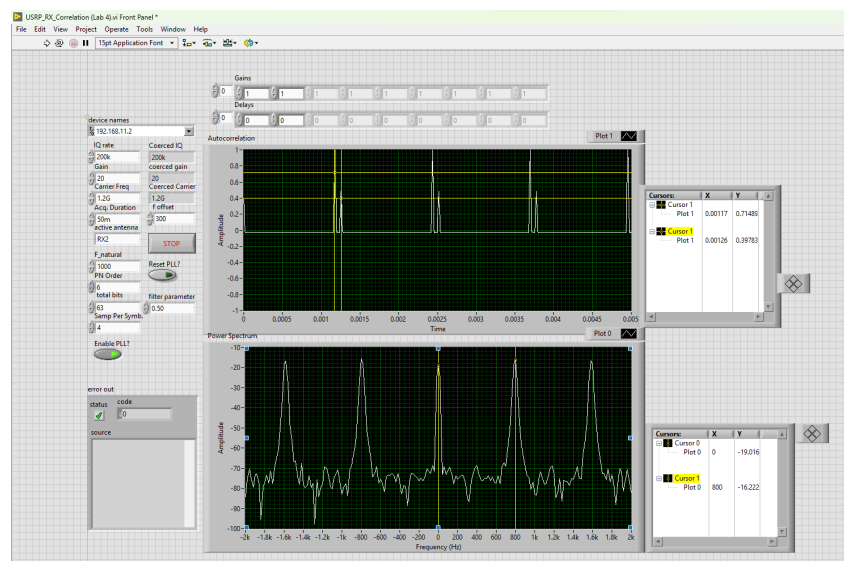 USRP_RX_Correlation (Lab 4).vi Front Panel *
File Edit View Project Operate Tools Window Help
15pt Application Font
Gains
0 1 1 1 1 1 1 1 1
Delays
0 0 0 0 0 0 0 0 0
device names
192.168.11.2
IQ rate Coerced IQ
200k 200k
Gain coerced gain
20 20
Carrier Freq Coerced Carrier
1.2G 1.2G
Acq. Duration f offset
50m 300
active antenna
RX2 STOP
F_natural Reset PLL?
1000
PN Order
6
total bits filter parameter
63 0.50
Samp Per Symb.
4
Enable PLL?
error out
status code
0
source
Autocorrelation Plot 1
1-
0.8-
0.6-
0.4-
0.2-
0-
-0.2-
-0.4-
-0.6-
-0.8-
-1-
Amplitude
0 0.0005 0.001 0.0015 0.002 0.0025 0.003 0.0035 0.004 0.0045 0.005
Time
Cursors: X Y
Cursor 1
Plot 1 0.00117 0.71489
Cursor 1
Plot 1 0.00126 0.39783
Power Spectrum Plot 0
-10-
-20-
-30-
-40-
-50-
-60-
-70-
-80-
-90-
-100-
Amplitude
-2k -1.8k -1.6k -1.4k -1.2k -1k -800 -600 -400 -200 0 200 400 600 800 1k 1.2k 1.4k 1.6k 1.8k 2k
Frequency (Hz)
Cursors: X Y
Cursor 0
Plot 0 0 -19.016
Cursor 1
Plot 0 800 -16.222